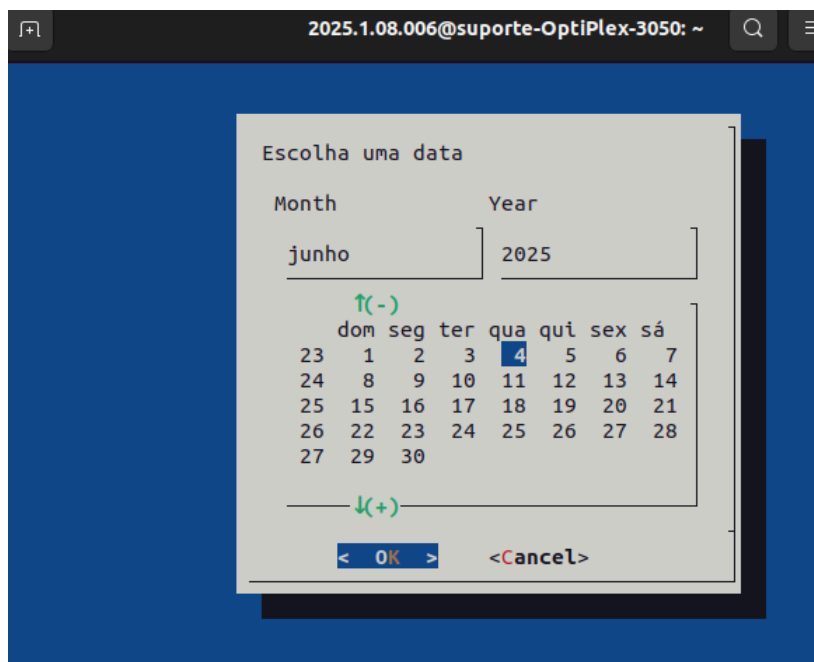 2025.1.08.006@suporte-OptiPlex-3050: ~
Escolha uma data
Month Year
junho 2025
↑(-)
dom seg ter qua qui sex sá
23 1 2 3 4 5 6 7
24 8 9 10 11 12 13 14
25 15 16 17 18 19 20 21
26 22 23 24 25 26 27 28
27 29 30
↓(+)
< OK > <Cancel>